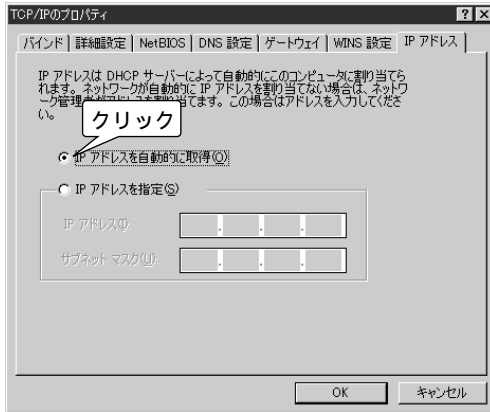 TCP/IPのプロパティ
バインド 詳細設定 NetBIOS DNS 設定 ゲートウェイ WINS 設定 IP アドレス
IP アドレスは DHCP サーバーによって自動的にこのコンピュータに割り当てら
れます。ネットワークが自動的に IP アドレスを割り当てない場合は、ネットワ
ーク管理者がアドレスを割り当てます。この場合はアドレスを入力してくださ
い。
クリック
IP アドレスを自動的に取得(O)
IP アドレスを指定(S)
IP アドレス(I):
サブネット マスク(U):
OK キャンセル